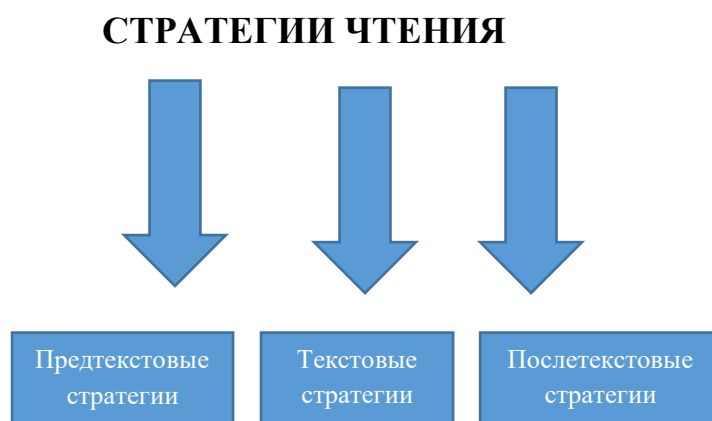 СТРАТЕГИИ ЧТЕНИЯ
Предтекстовые
стратегии
Текстовые
стратегии
Послетекстовые
стратегии